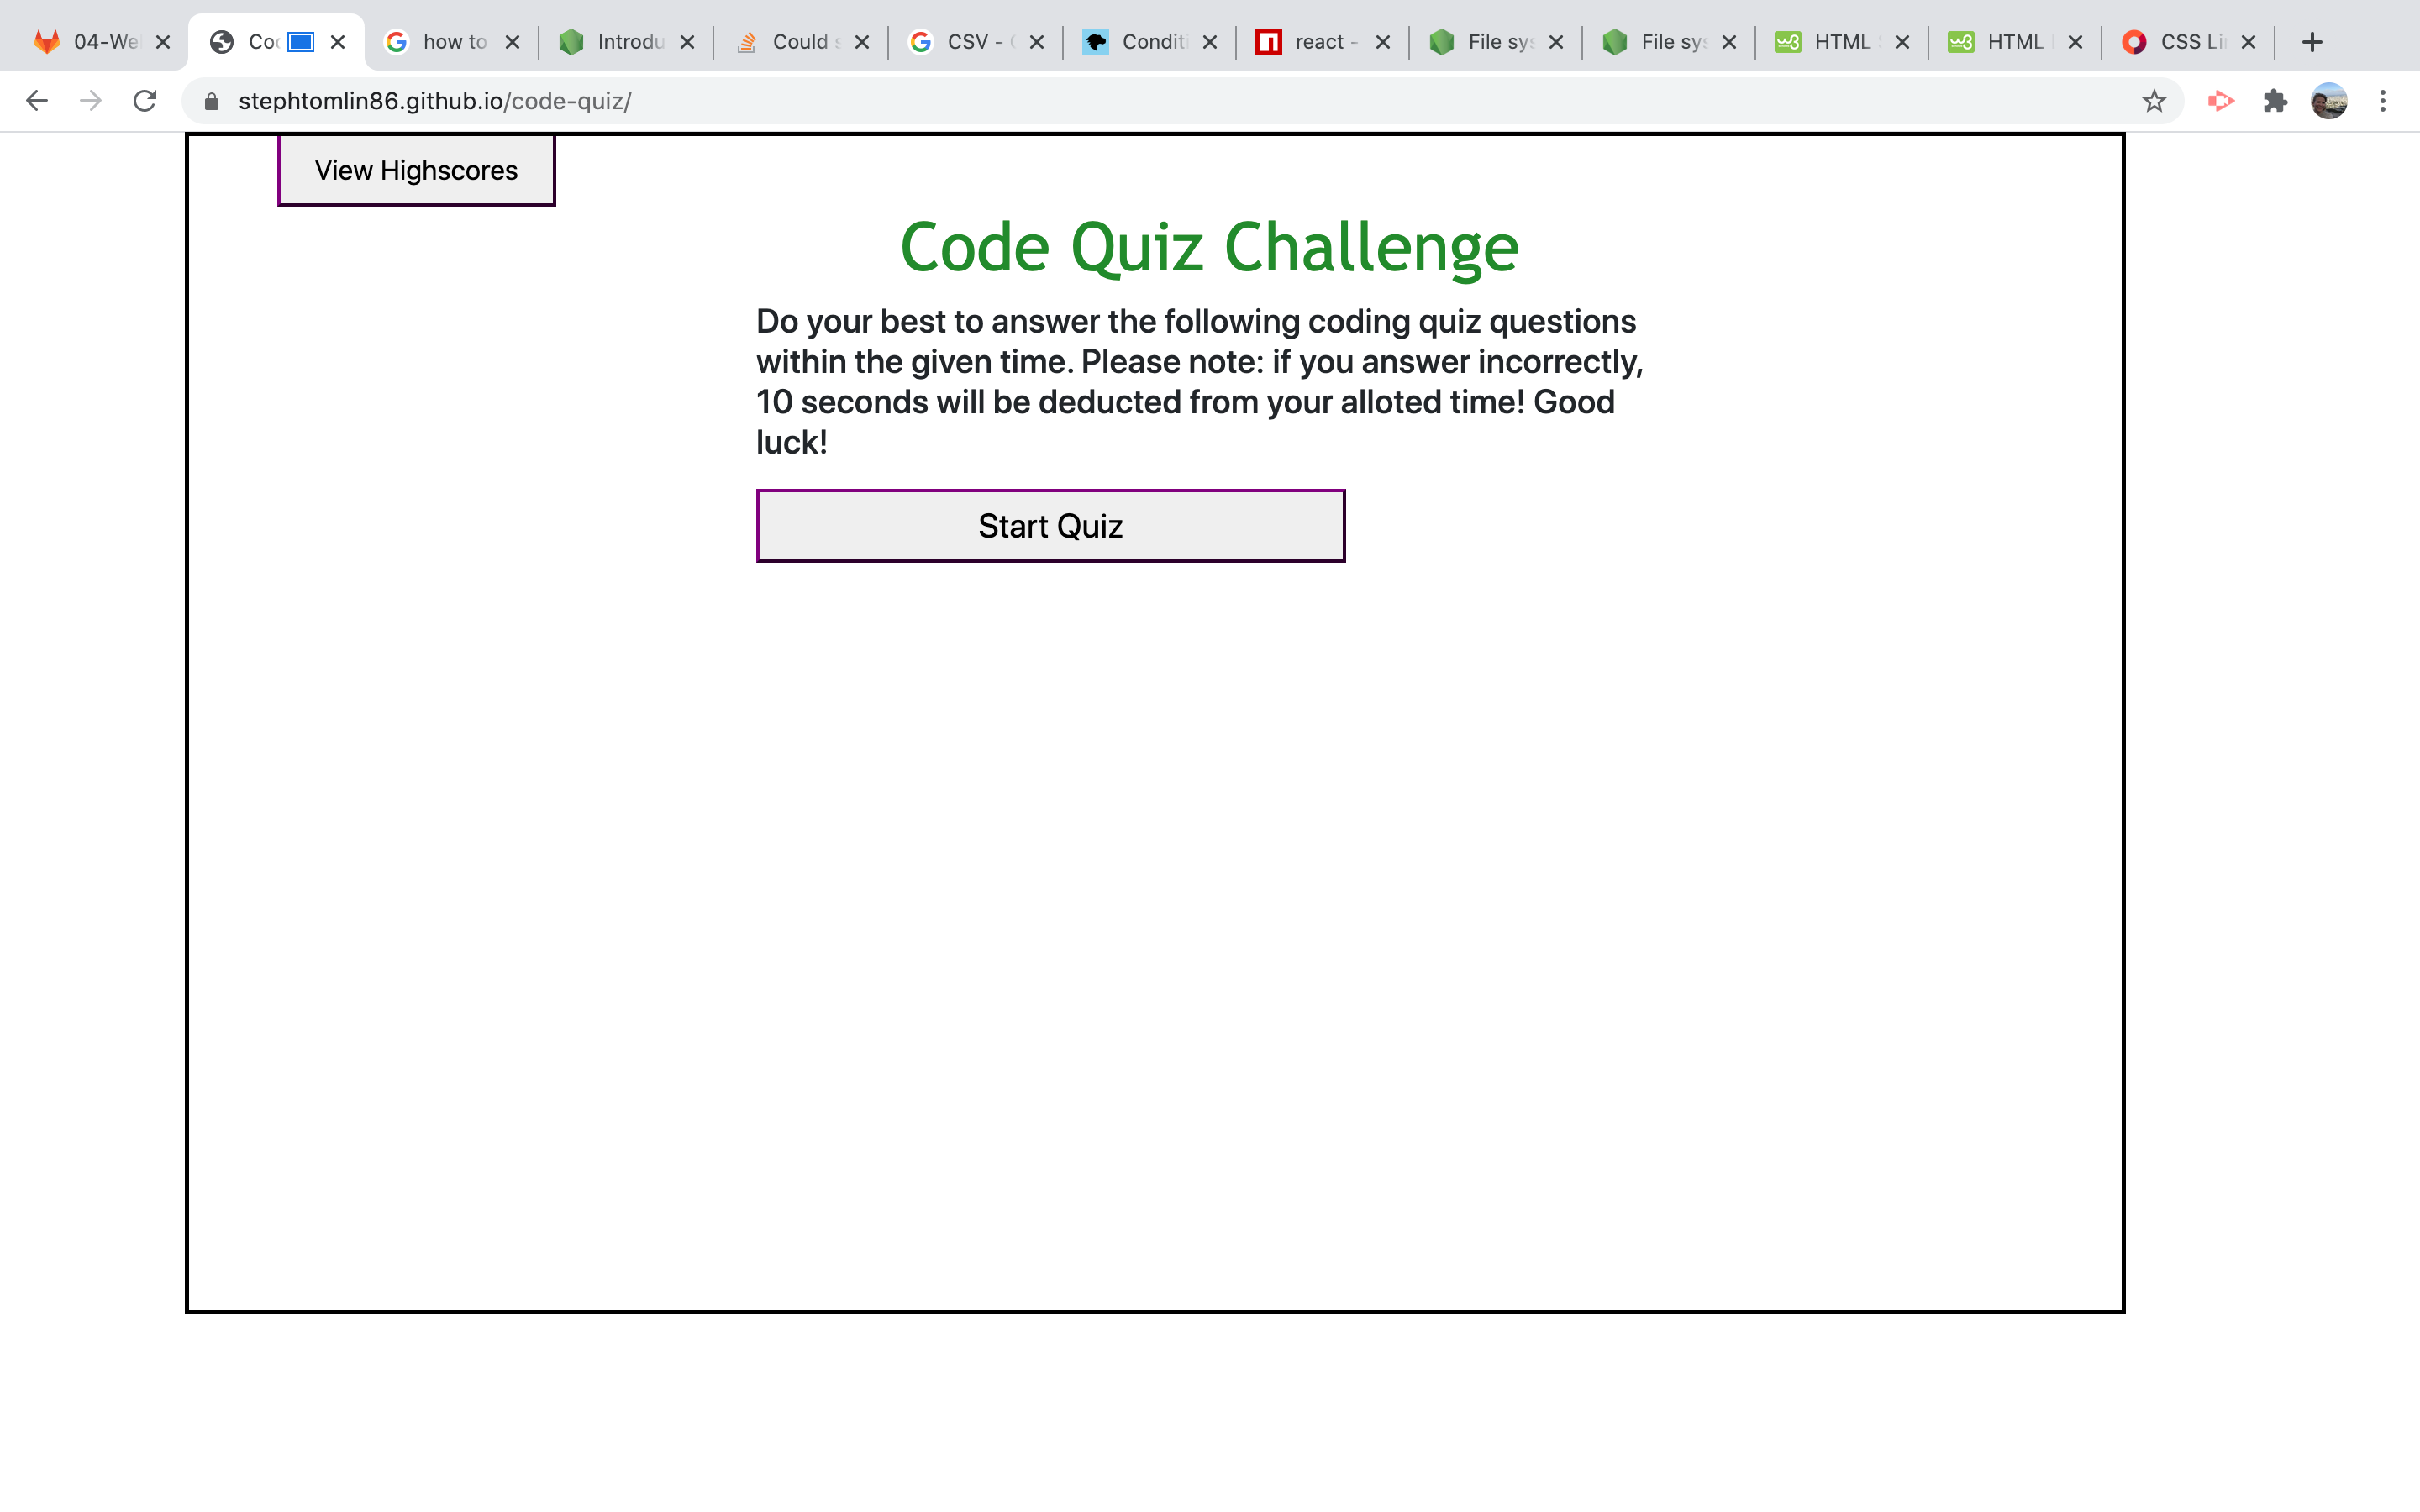 04-We Co how to Introdu Could CSV - Condit react - File sy File sy HTML HTML CSS Li
stephtomlin86.github.io/code-quiz/
View Highscores
Code Quiz Challenge
Do your best to answer the following coding quiz questions
within the given time. Please note: if you answer incorrectly,
10 seconds will be deducted from your alloted time! Good
luck!
Start Quiz